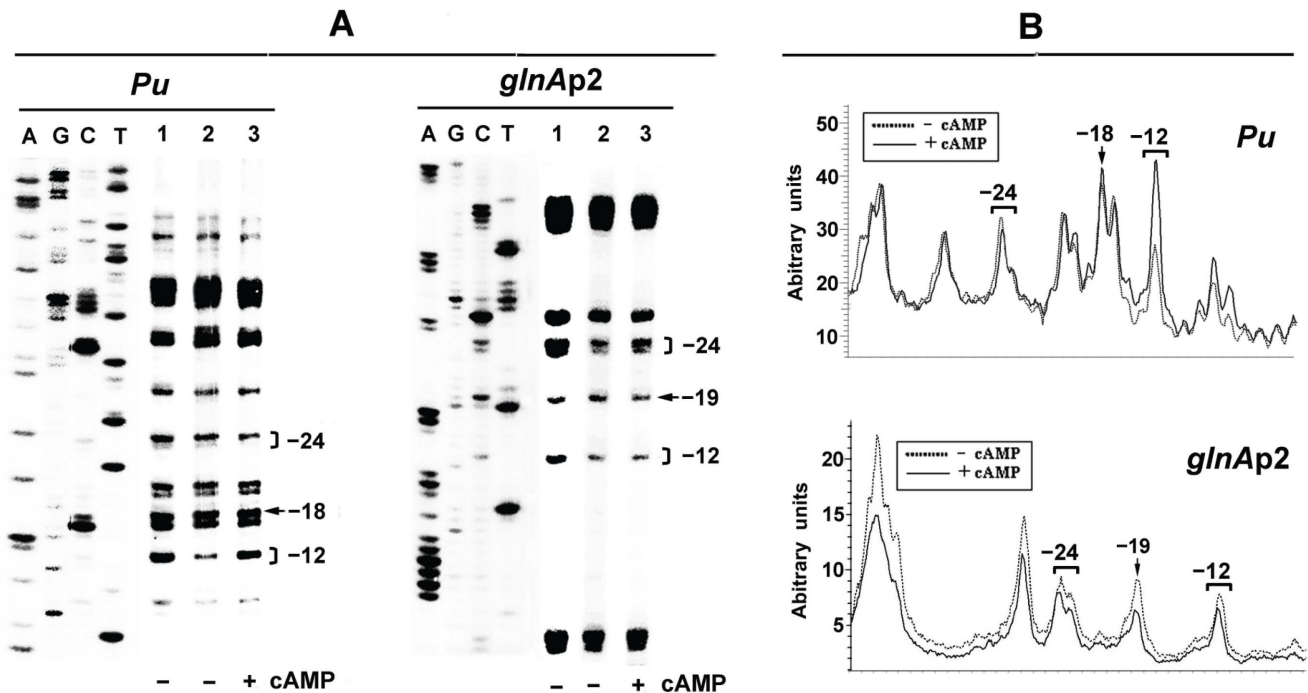 A
B
Pu
glnAp2
A G C T 1 2 3
A G C T 1 2 3
−24
−18
−12
− − + cAMP
−24
−19
−12
− − + cAMP
Abitrary units
50
40
30
20
10
- cAMP
+ cAMP
−24
−18
−12
Pu
Abitrary units
20
15
10
5
- cAMP
+ cAMP
−24
−19
−12
glnAp2